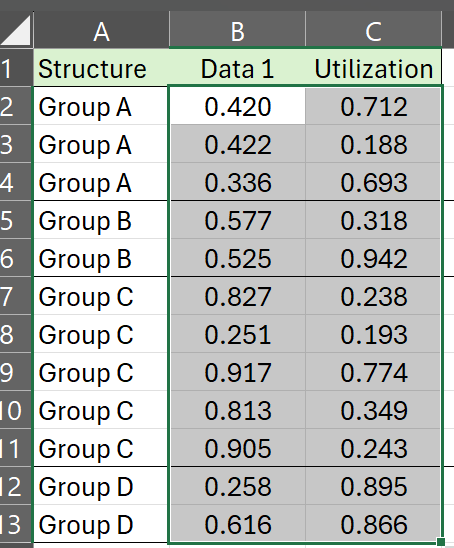 A B C
1 Structure Data 1 Utilization
2 Group A 0.420 0.712
3 Group A 0.422 0.188
4 Group A 0.336 0.693
5 Group B 0.577 0.318
6 Group B 0.525 0.942
7 Group C 0.827 0.238
8 Group C 0.251 0.193
9 Group C 0.917 0.774
10 Group C 0.813 0.349
11 Group C 0.905 0.243
12 Group D 0.258 0.895
13 Group D 0.616 0.866